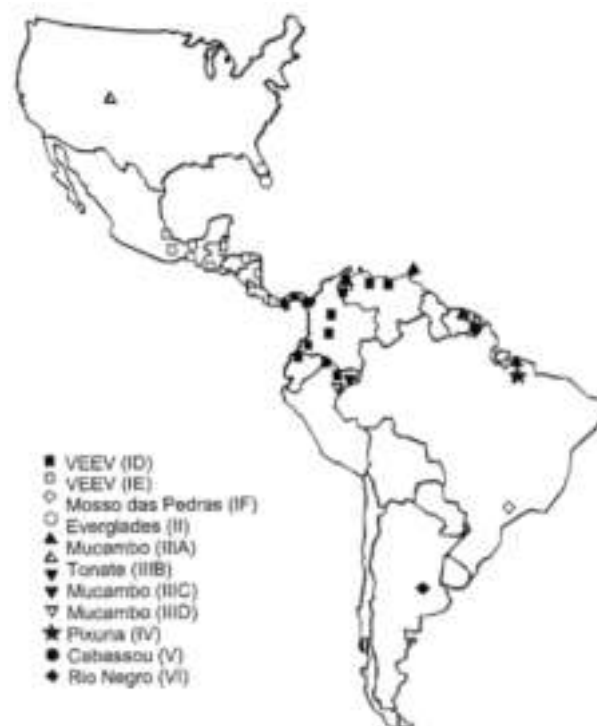 VEEV (ID)
VEEV (IE)
Mosso das Pedras (IF)
Everglades (II)
Mucambo (IIIA)
Tonate (IIIB)
Mucambo (IIIC)
Mucambo (IIID)
Pixuna (IV)
Cabassou (V)
Rio Negro (VI)